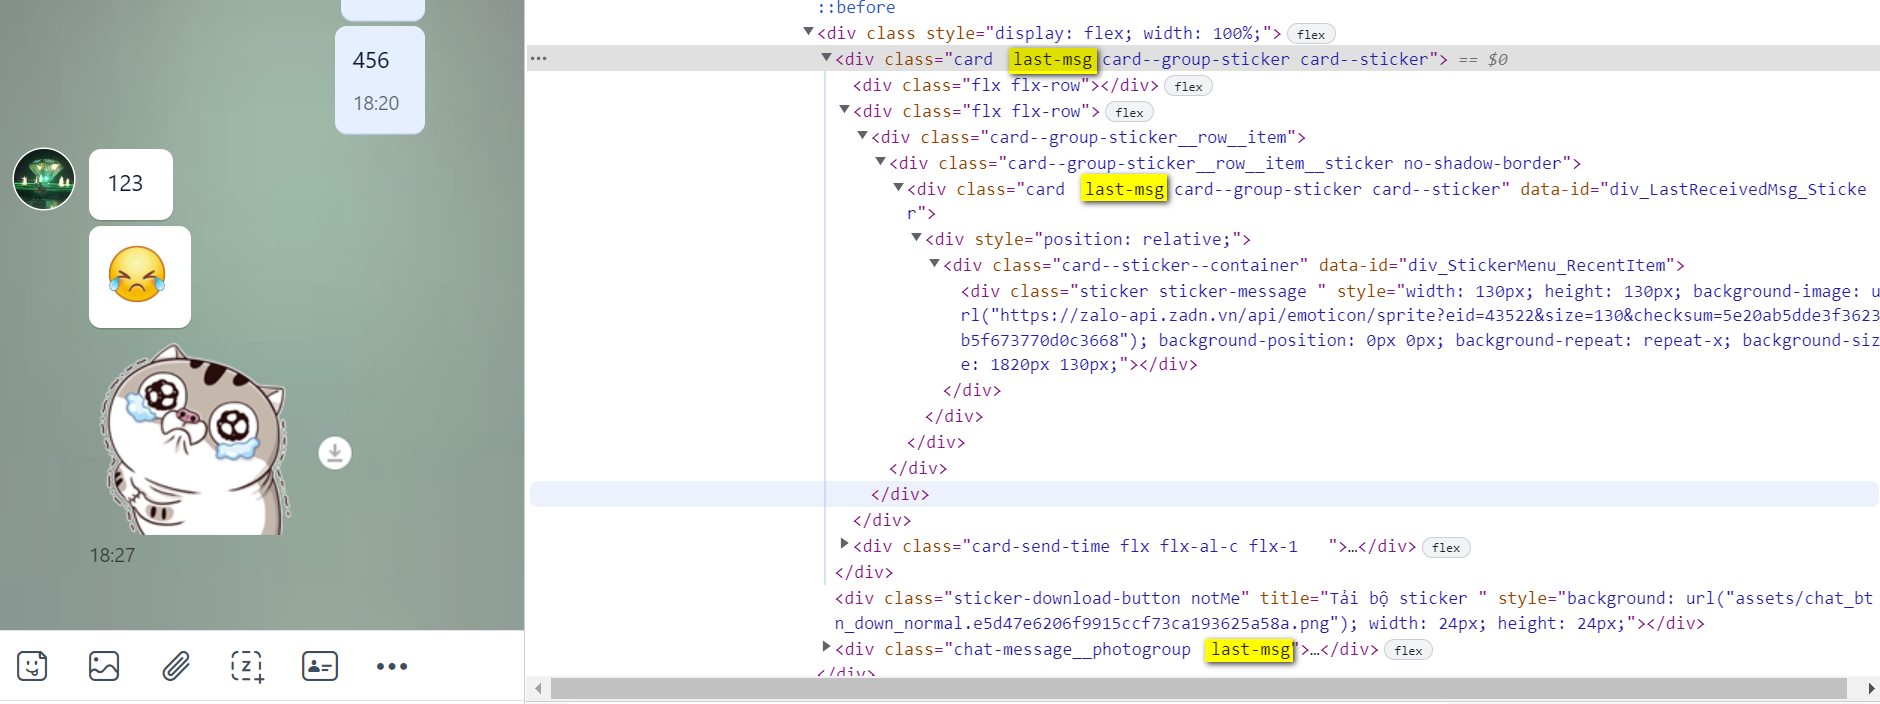 456
18:20
123
18:27
::before
<div class style="display: flex; width: 100%;"> flex
<div class="card last-msg card--group-sticker card--sticker"> == $0
<div class="flx flx-row"></div> flex
<div class="flx flx-row"> flex
<div class="card--group-sticker__row__item">
<div class="card--group-sticker__row__item__sticker no-shadow-border">
<div class="card last-msg card--group-sticker card--sticker" data-id="div_LastReceivedMsg_Sticke
r">
<div style="position: relative;">
<div class="card--sticker--container" data-id="div_StickerMenu_RecentItem">
<div class="sticker sticker-message " style="width: 130px; height: 130px; background-image: u
rl("https://zalo-api.zadn.vn/api/emoticon/sprite?eid=43522&size=130&checksum=5e20ab5dde3f3623
b5f673770d0c3668"); background-position: 0px 0px; background-repeat: repeat-x; background-siz
e: 1820px 130px;"></div>
</div>
</div>
</div>
</div>
</div>
</div>
<div class="card-send-time flx flx-al-c flx-1 ">…</div> flex
</div>
<div class="sticker-download-button notMe" title="Tải bộ sticker " style="background: url("assets/chat_bt
n_down_normal.e5d47e6206f9915ccf73ca193625a58a.png"); width: 24px; height: 24px;"></div>
<div class="chat-message__photogroup last-msg">…</div> flex
</div>
Z